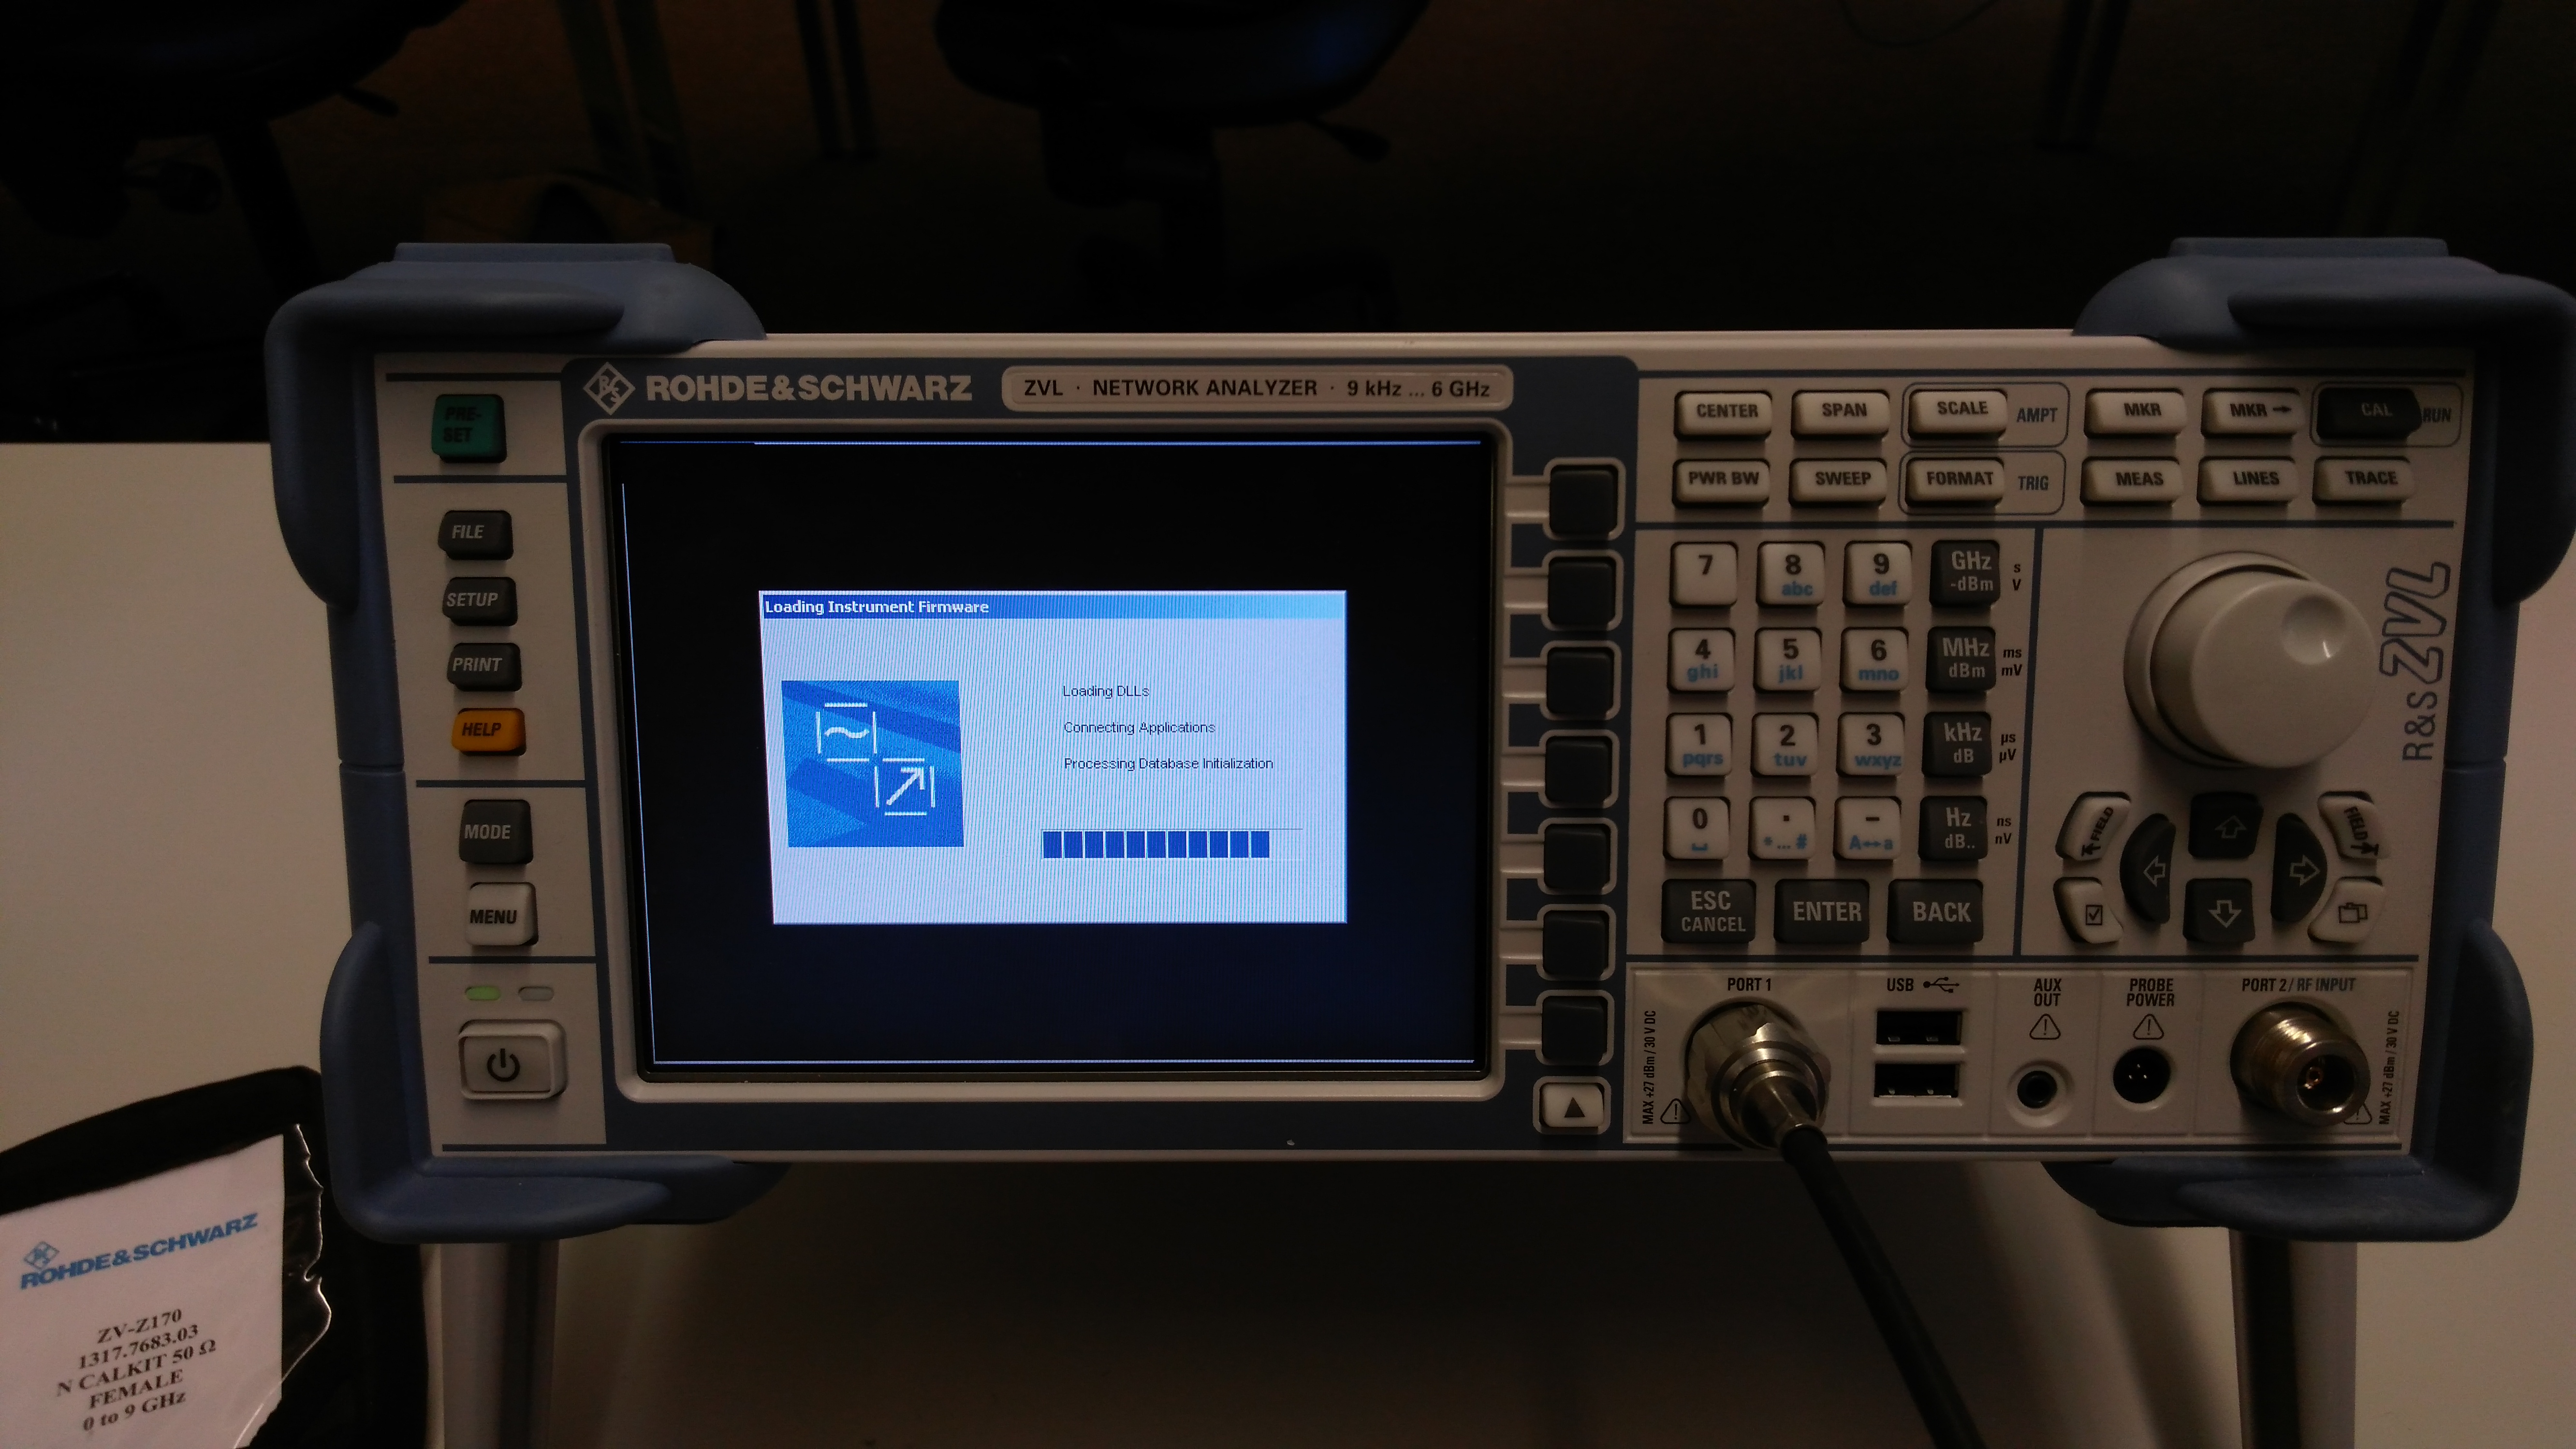 ROHDE&SCHWARZ
ZVL · NETWORK ANALYZER · 9 kHz ... 6 GHz
PRE-
SET
FILE
SETUP
PRINT
HELP
MODE
MENU
Loading Instrument Firmware
Loading DLLs
Connecting Applications
Processing Database Initialization
CENTER SPAN SCALE AMPT MKR MKR→ CAL RUN
PWR BW SWEEP FORMAT TRIG MEAS LINES TRACE
7 8 9 GHz s
abc def -dBm V
4 5 6 MHz ms
ghi jkl mno dBm mV
1 2 3 kHz µs
pqrs tuv wxyz dB µV
0 . – Hz ns
␣ *...# A↔a dB.. nV
ESC
CANCEL
ENTER
BACK
FIELD
FIELD
R&S ZVL
PORT 1
MAX +27 dBm / 30 V DC
USB
AUX
OUT
PROBE
POWER
PORT 2 / RF INPUT
MAX +27 dBm / 30 V DC
ROHDE&SCHWARZ
ZV-Z170
1317.7683.03
N CALKIT 50 Ω
FEMALE
0 to 9 GHz